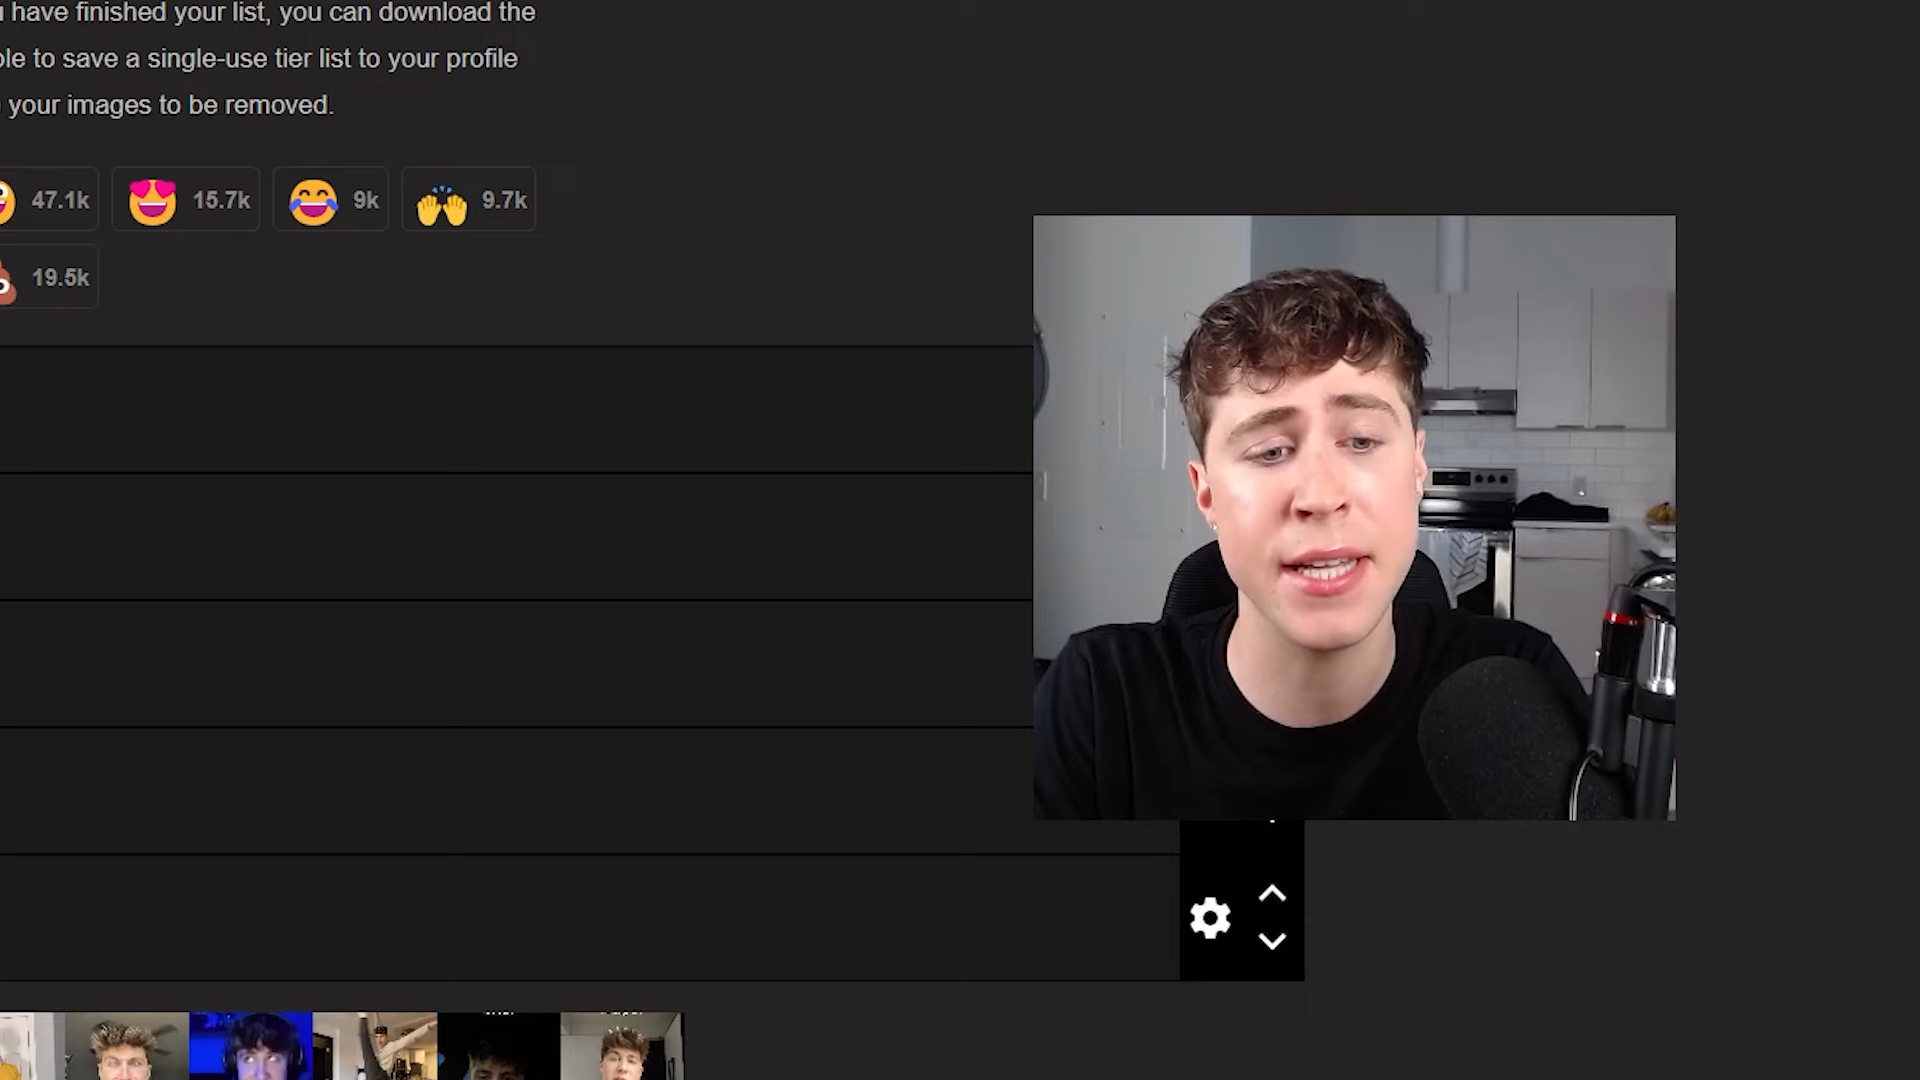 have finished your list, you can download the
to save a single-use tier list to your profile
your images to be removed.
47.1k 15.7k 9k 9.7k
19.5k